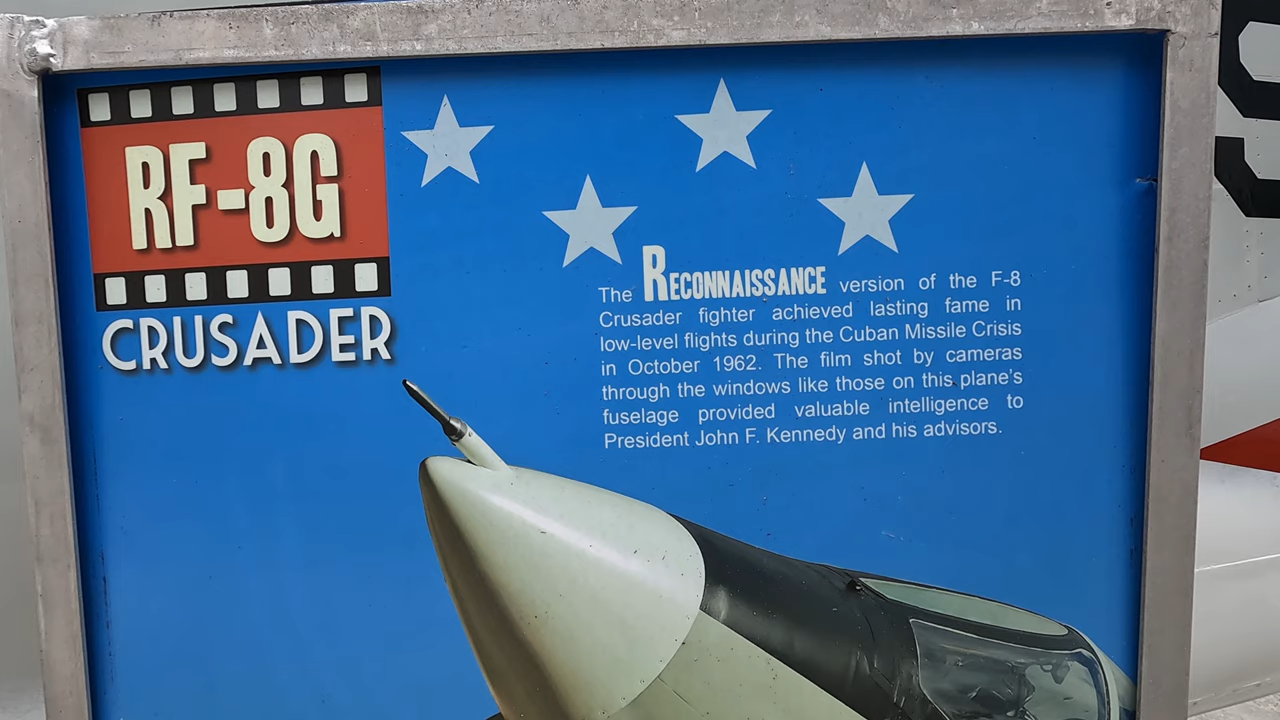 RF-8G
CRUSADER
The RECONNAISSANCE version of the F-8
Crusader fighter achieved lasting fame in
low-level flights during the Cuban Missile Crisis
in October 1962. The film shot by cameras
through the windows like those on this plane's
fuselage provided valuable intelligence to
President John F. Kennedy and his advisors.